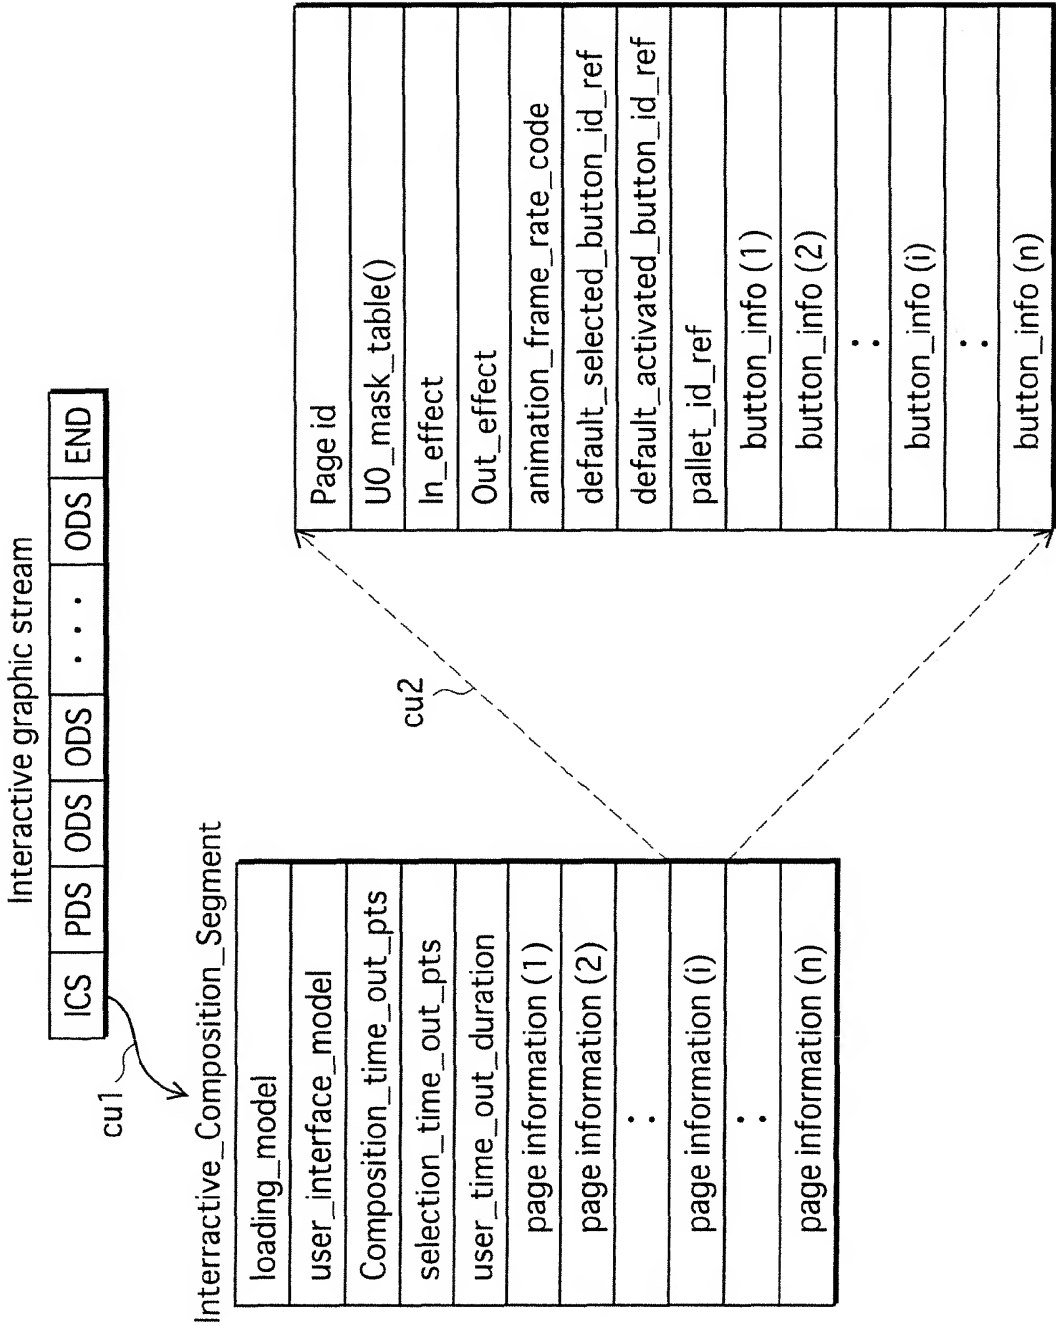 Interactive graphic stream
ICS PDS ODS ODS . . . ODS END
cu1
Interractive_Composition_Segment
loading_model
user_interface_model
Composition_time_out_pts
selection_time_out_pts
user_time_out_duration
page information (1)
page information (2)
:
page information (i)
:
page information (n)
cu2
Page id
UO_mask_table()
In_effect
Out_effect
animation_frame_rate_code
default_selected_button_id_ref
default_activated_button_id_ref
pallet_id_ref
button_info (1)
button_info (2)
:
button_info (i)
:
button_info (n)